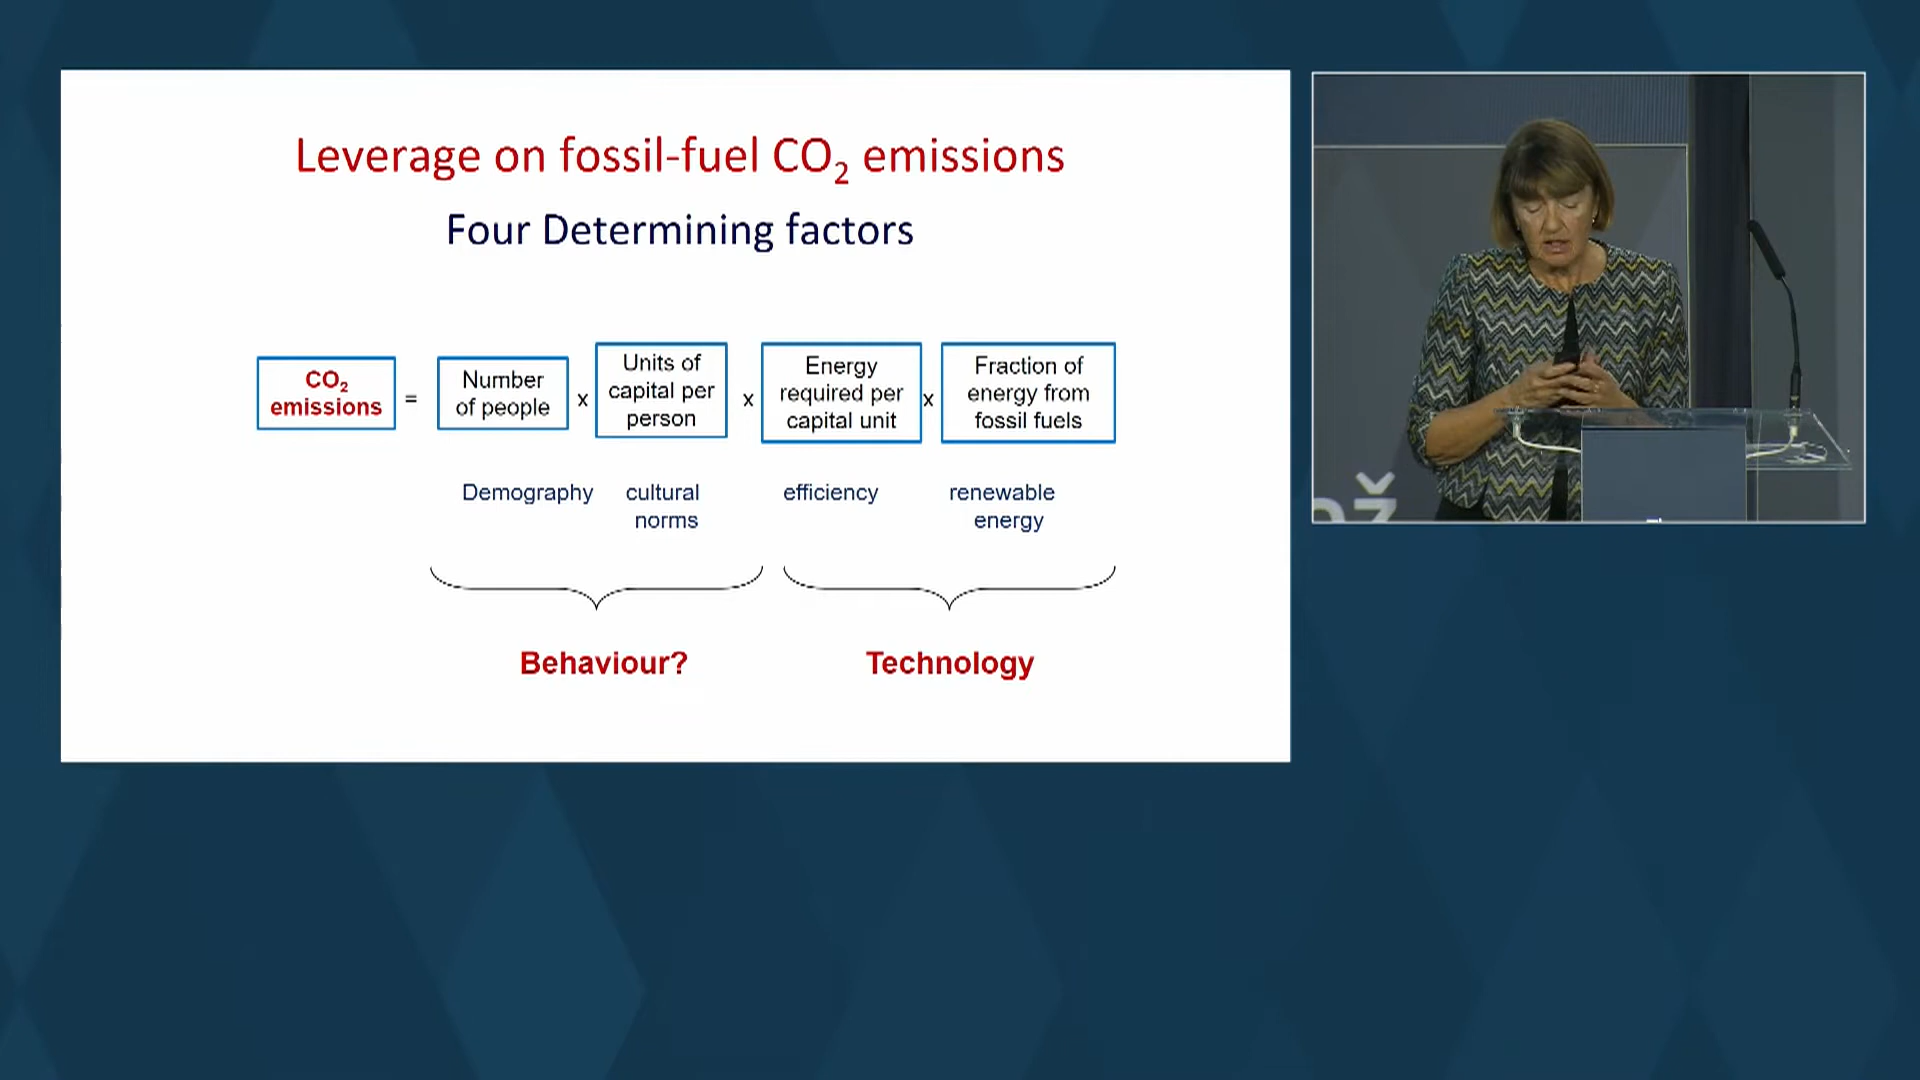 Leverage on fossil-fuel CO₂ emissions
Four Determining factors
CO₂
emissions
=
Number
of people
x
Units of
capital per
person
x
Energy
required per
capital unit
x
Fraction of
energy from
fossil fuels
Demography
cultural
norms
efficiency
renewable
energy
Behaviour?
Technology